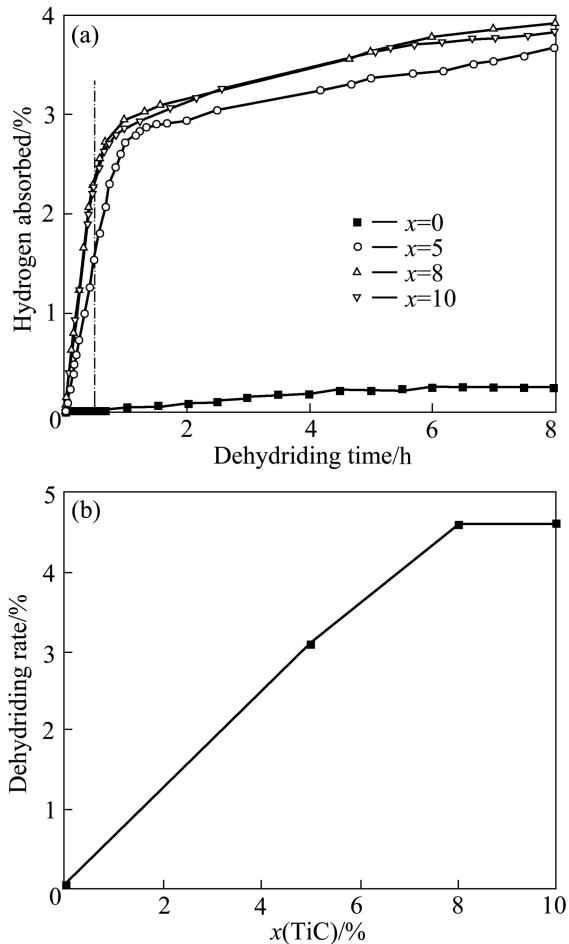 (a)
4
3
2
1
0
Hydrogen absorbed/%
x=0
x=5
x=8
x=10
2 4 6 8
Dehydriding time/h
(b)
5
4
3
2
1
0
Dehydriding rate/%
2 4 6 8 10
x(TiC)/%